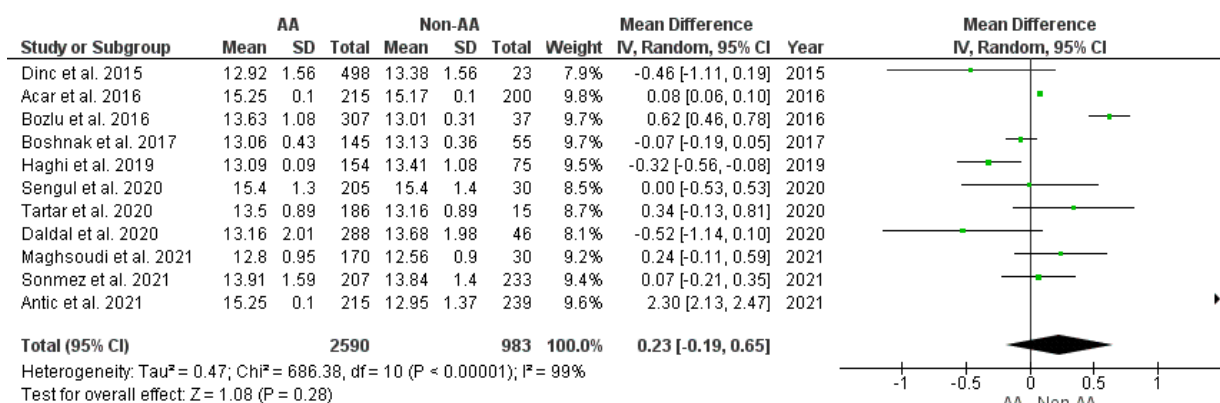 AA Non-AA Mean Difference Mean Difference
Study or Subgroup Mean SD Total Mean SD Total Weight IV, Random, 95% CI Year IV, Random, 95% CI
Dinc et al. 2015 12.92 1.56 498 13.38 1.56 23 7.9% -0.46 [-1.11, 0.19] 2015
Acar et al. 2016 15.25 0.1 215 15.17 0.1 200 9.8% 0.08 [0.06, 0.10] 2016
Bozlu et al. 2016 13.63 1.08 307 13.01 0.31 37 9.7% 0.62 [0.46, 0.78] 2016
Boshnak et al. 2017 13.06 0.43 145 13.13 0.36 55 9.7% -0.07 [-0.19, 0.05] 2017
Haghi et al. 2019 13.09 0.09 154 13.41 1.08 75 9.5% -0.32 [-0.56, -0.08] 2019
Sengul et al. 2020 15.4 1.3 205 15.4 1.4 30 8.5% 0.00 [-0.53, 0.53] 2020
Tartar et al. 2020 13.5 0.89 186 13.16 0.89 15 8.7% 0.34 [-0.13, 0.81] 2020
Daldal et al. 2020 13.16 2.01 288 13.68 1.98 46 8.1% -0.52 [-1.14, 0.10] 2020
Maghsoudi et al. 2021 12.8 0.95 170 12.56 0.9 30 9.2% 0.24 [-0.11, 0.59] 2021
Sonmez et al. 2021 13.91 1.59 207 13.84 1.4 233 9.4% 0.07 [-0.21, 0.35] 2021
Antic et al. 2021 15.25 0.1 215 12.95 1.37 239 9.6% 2.30 [2.13, 2.47] 2021
Total (95% CI) 2590 983 100.0% 0.23 [-0.19, 0.65]
Heterogeneity: Tau² = 0.47; Chi² = 686.38, df = 10 (P < 0.00001); I² = 99%
Test for overall effect: Z = 1.08 (P = 0.28)
-1 -0.5 0 0.5 1
AA Non-AA